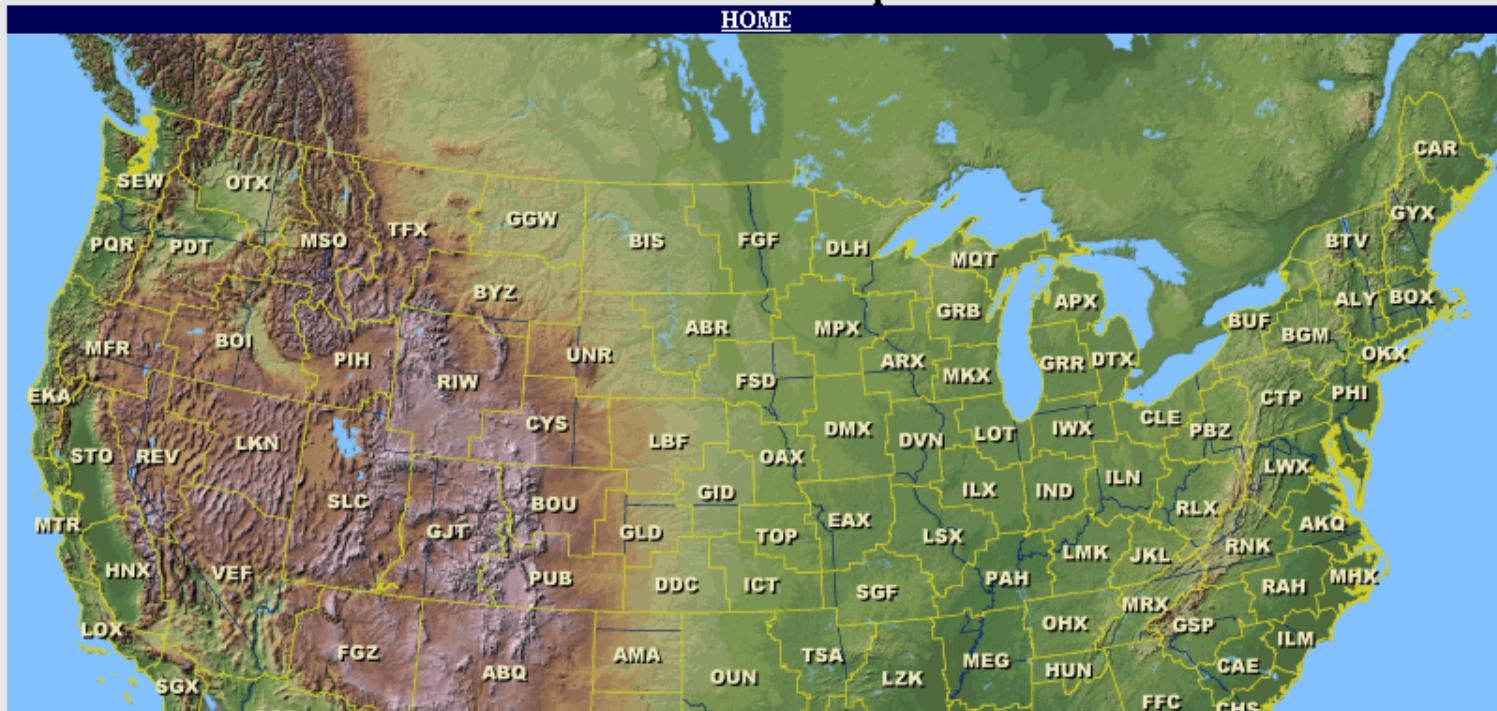 HOME
CAR
SEW OTX
GYX
GGW
TFX
PQR PDT MSO BIS FGF DLH BTV
MQT
BYZ
APX ALY BOX
GRB
ABR MPX BUF
BGM
MFR BOI
PIH UNR ARX GRR DTX OKX
RIW FSD MKX
EKA CTP PHI
CYS CLE
LKN LBF DMX DVN LOT IWX PBZ
STO REV
OAX LWX
ILN
SLC BOU GID ILX IND
RLX
MTR GJT GLD TOP EAX LSX AKQ
LMK JKL RNK
HNX VEF PUB DDC ICT SGF PAH RAH MHX
MRX
LOX OHX GSP
ILM
FGZ ABQ AMA OUN TSA LZK MEG HUN CAE
SGX
FFC CHS